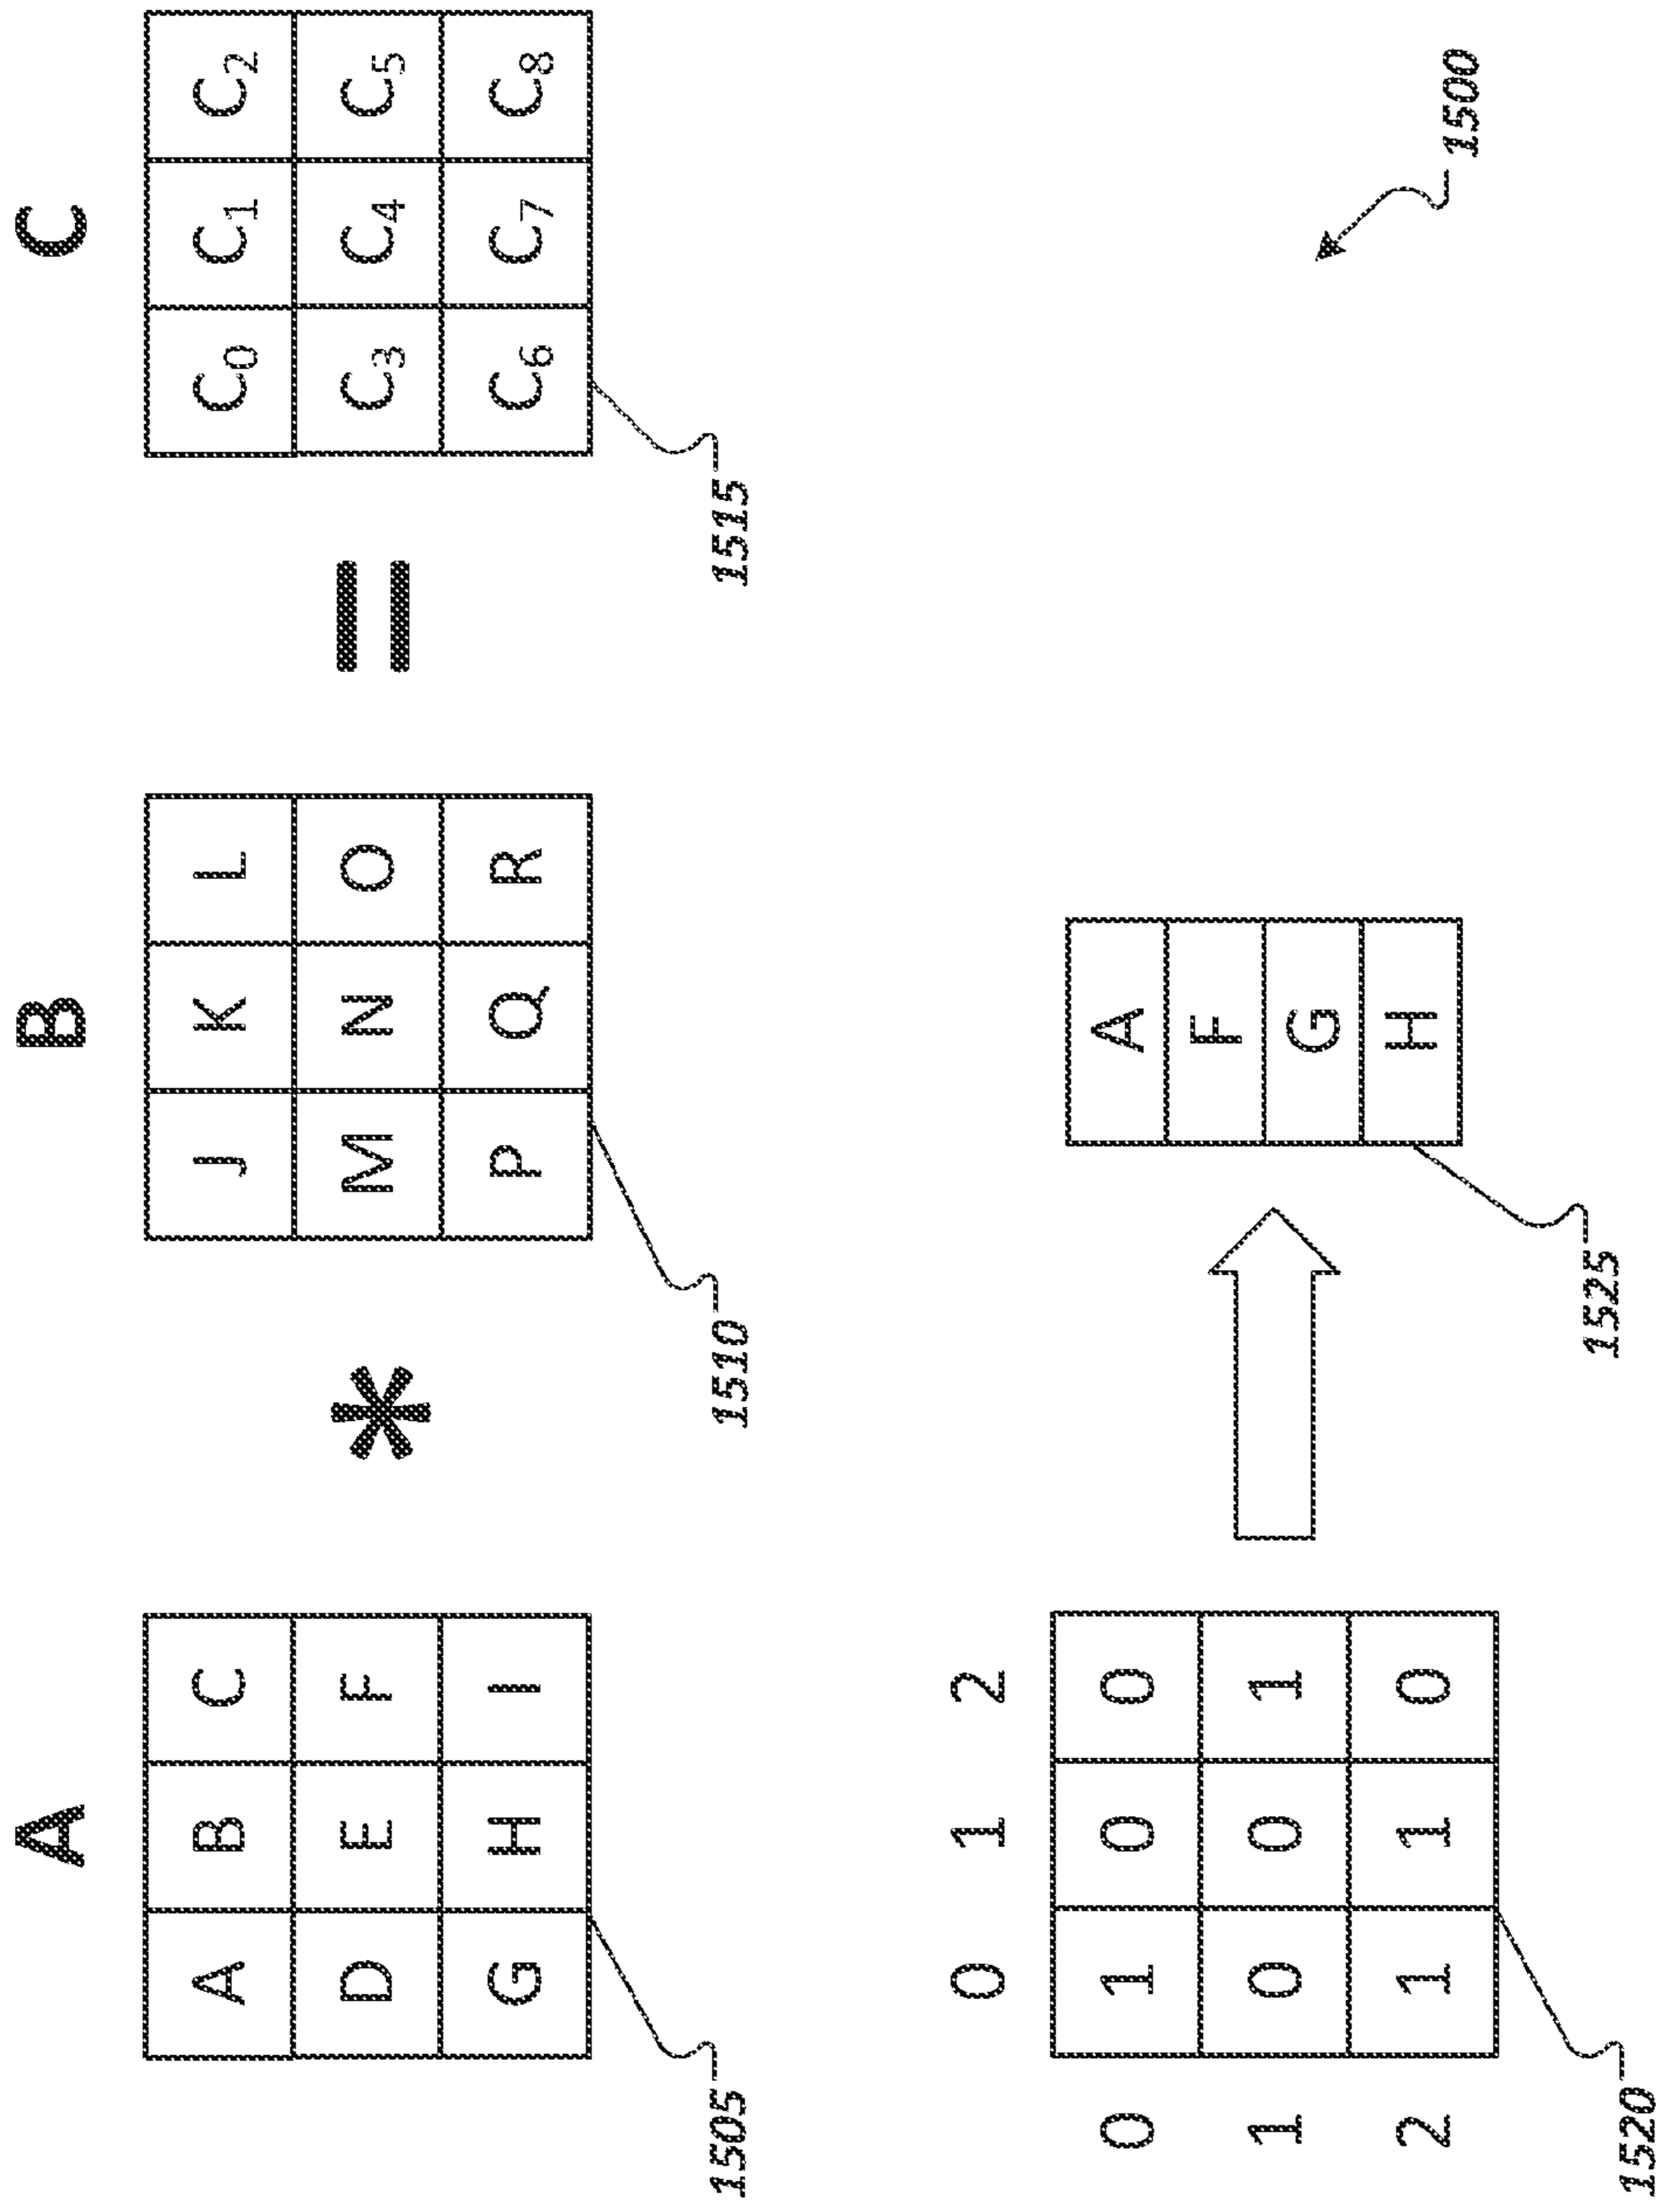 A B C
A B C
D E F
G H I
1505
*
J K L
M N O
P Q R
1510
=
C0 C1 C2
C3 C4 C5
C6 C7 C8
1515
0 1 2
0 1 0 0
1 0 0 1
2 1 1 0
1520
A
F
G
H
1525
1500